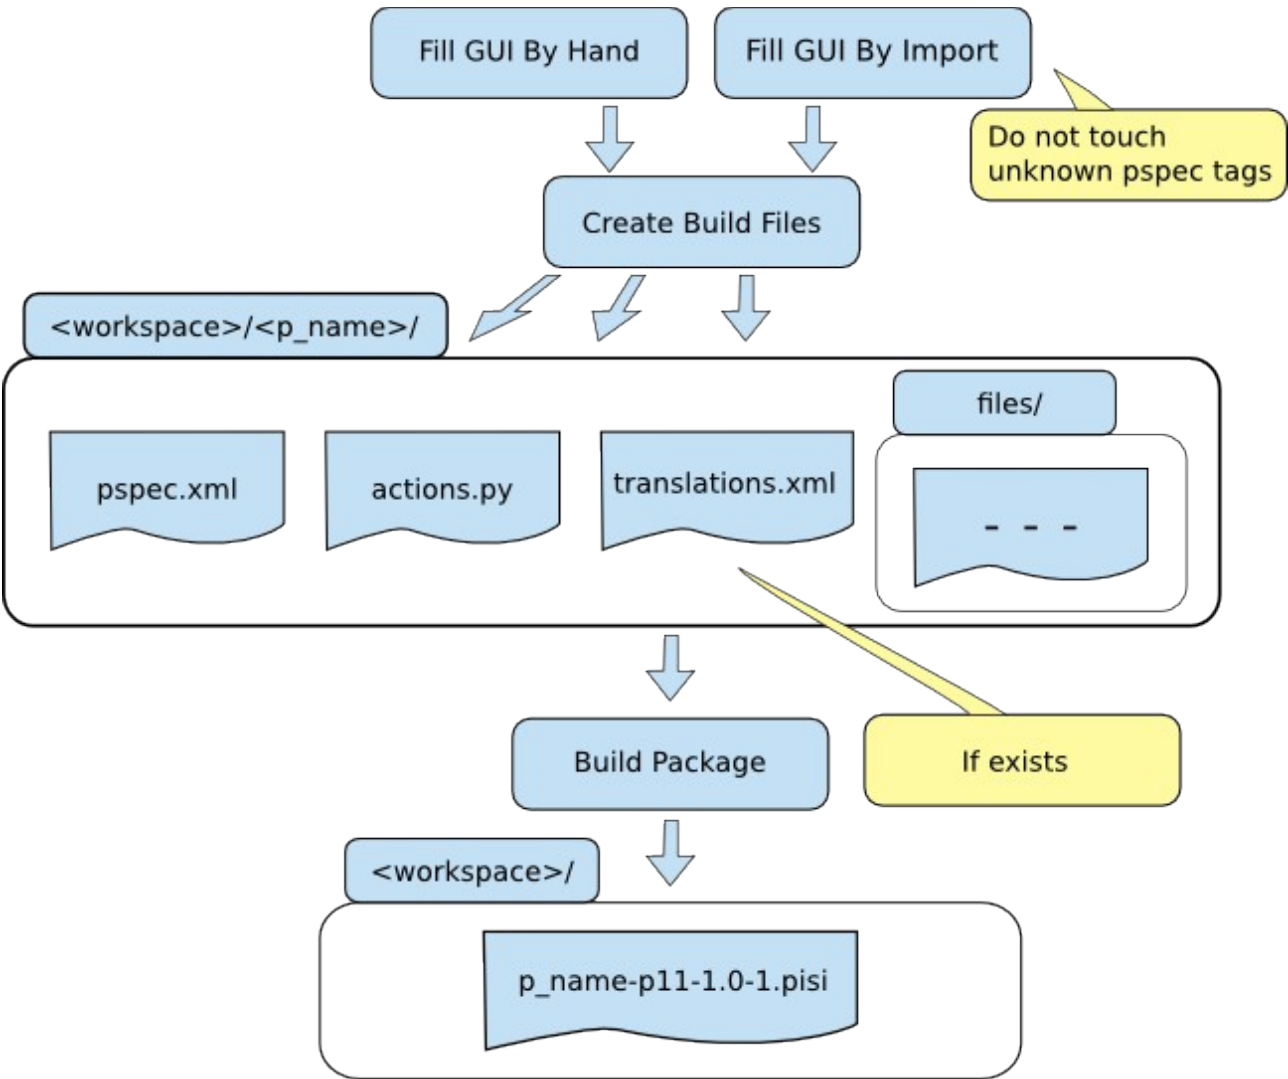 Fill GUI By Hand
Fill GUI By Import
Do not touch
unknown pspec tags
Create Build Files
<workspace>/<p_name>/
files/
pspec.xml
actions.py
translations.xml
- - -
Build Package
If exists
<workspace>/
p_name-p11-1.0-1.pisi